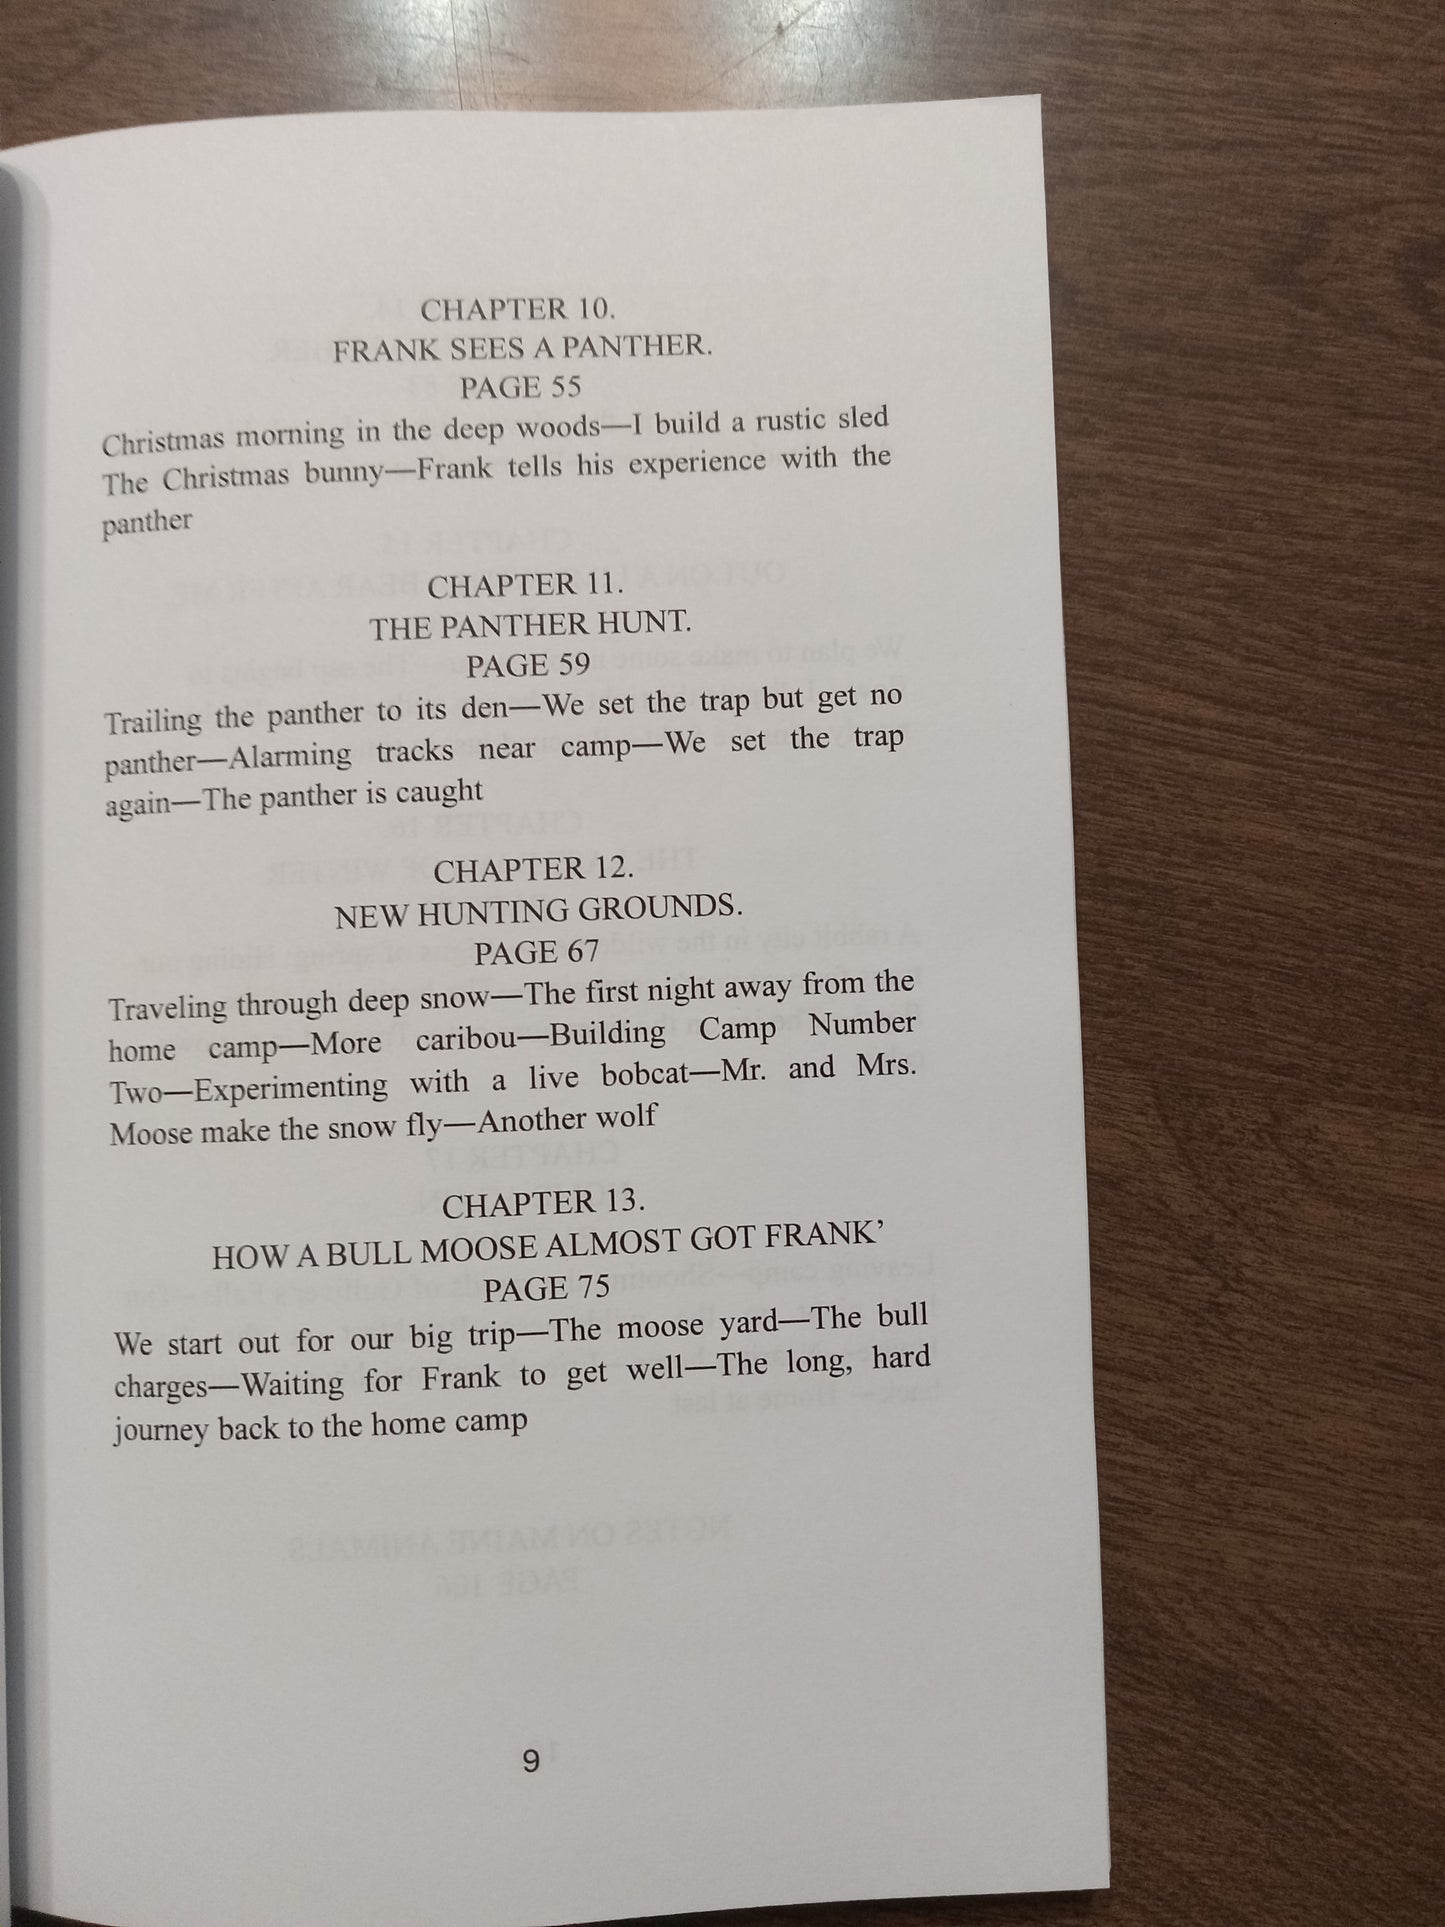 CHAPTER 10.
FRANK SEES A PANTHER.
PAGE 55
Christmas morning in the deep woods—I build a rustic sled
The Christmas bunny—Frank tells his experience with the
panther
CHAPTER 11.
THE PANTHER HUNT.
PAGE 59
Trailing the panther to its den—We set the trap but get no
panther—Alarming tracks near camp—We set the trap
again—The panther is caught
CHAPTER 12.
NEW HUNTING GROUNDS.
PAGE 67
Traveling through deep snow—The first night away from the
home camp—More caribou—Building Camp Number
Two—Experimenting with a live bobcat—Mr. and Mrs.
Moose make the snow fly—Another wolf
CHAPTER 13.
HOW A BULL MOOSE ALMOST GOT FRANK’
PAGE 75
We start out for our big trip—The moose yard—The bull
charges—Waiting for Frank to get well—The long, hard
journey back to the home camp
9